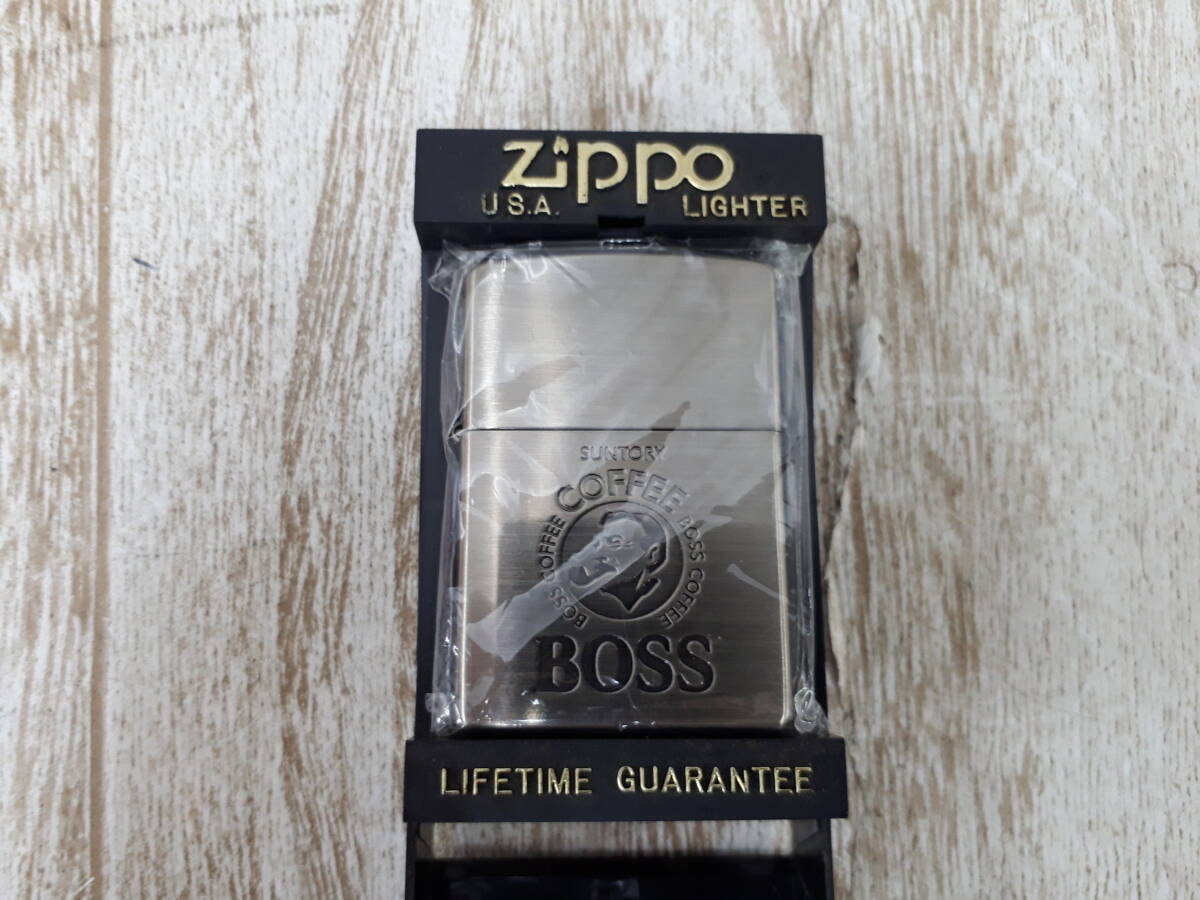 zippo
U.S.A. LIGHTER
SUNTORY
COFFEE
BOSS COFFEE BOSS COFFEE
BOSS
LIFETIME GUARANTEE